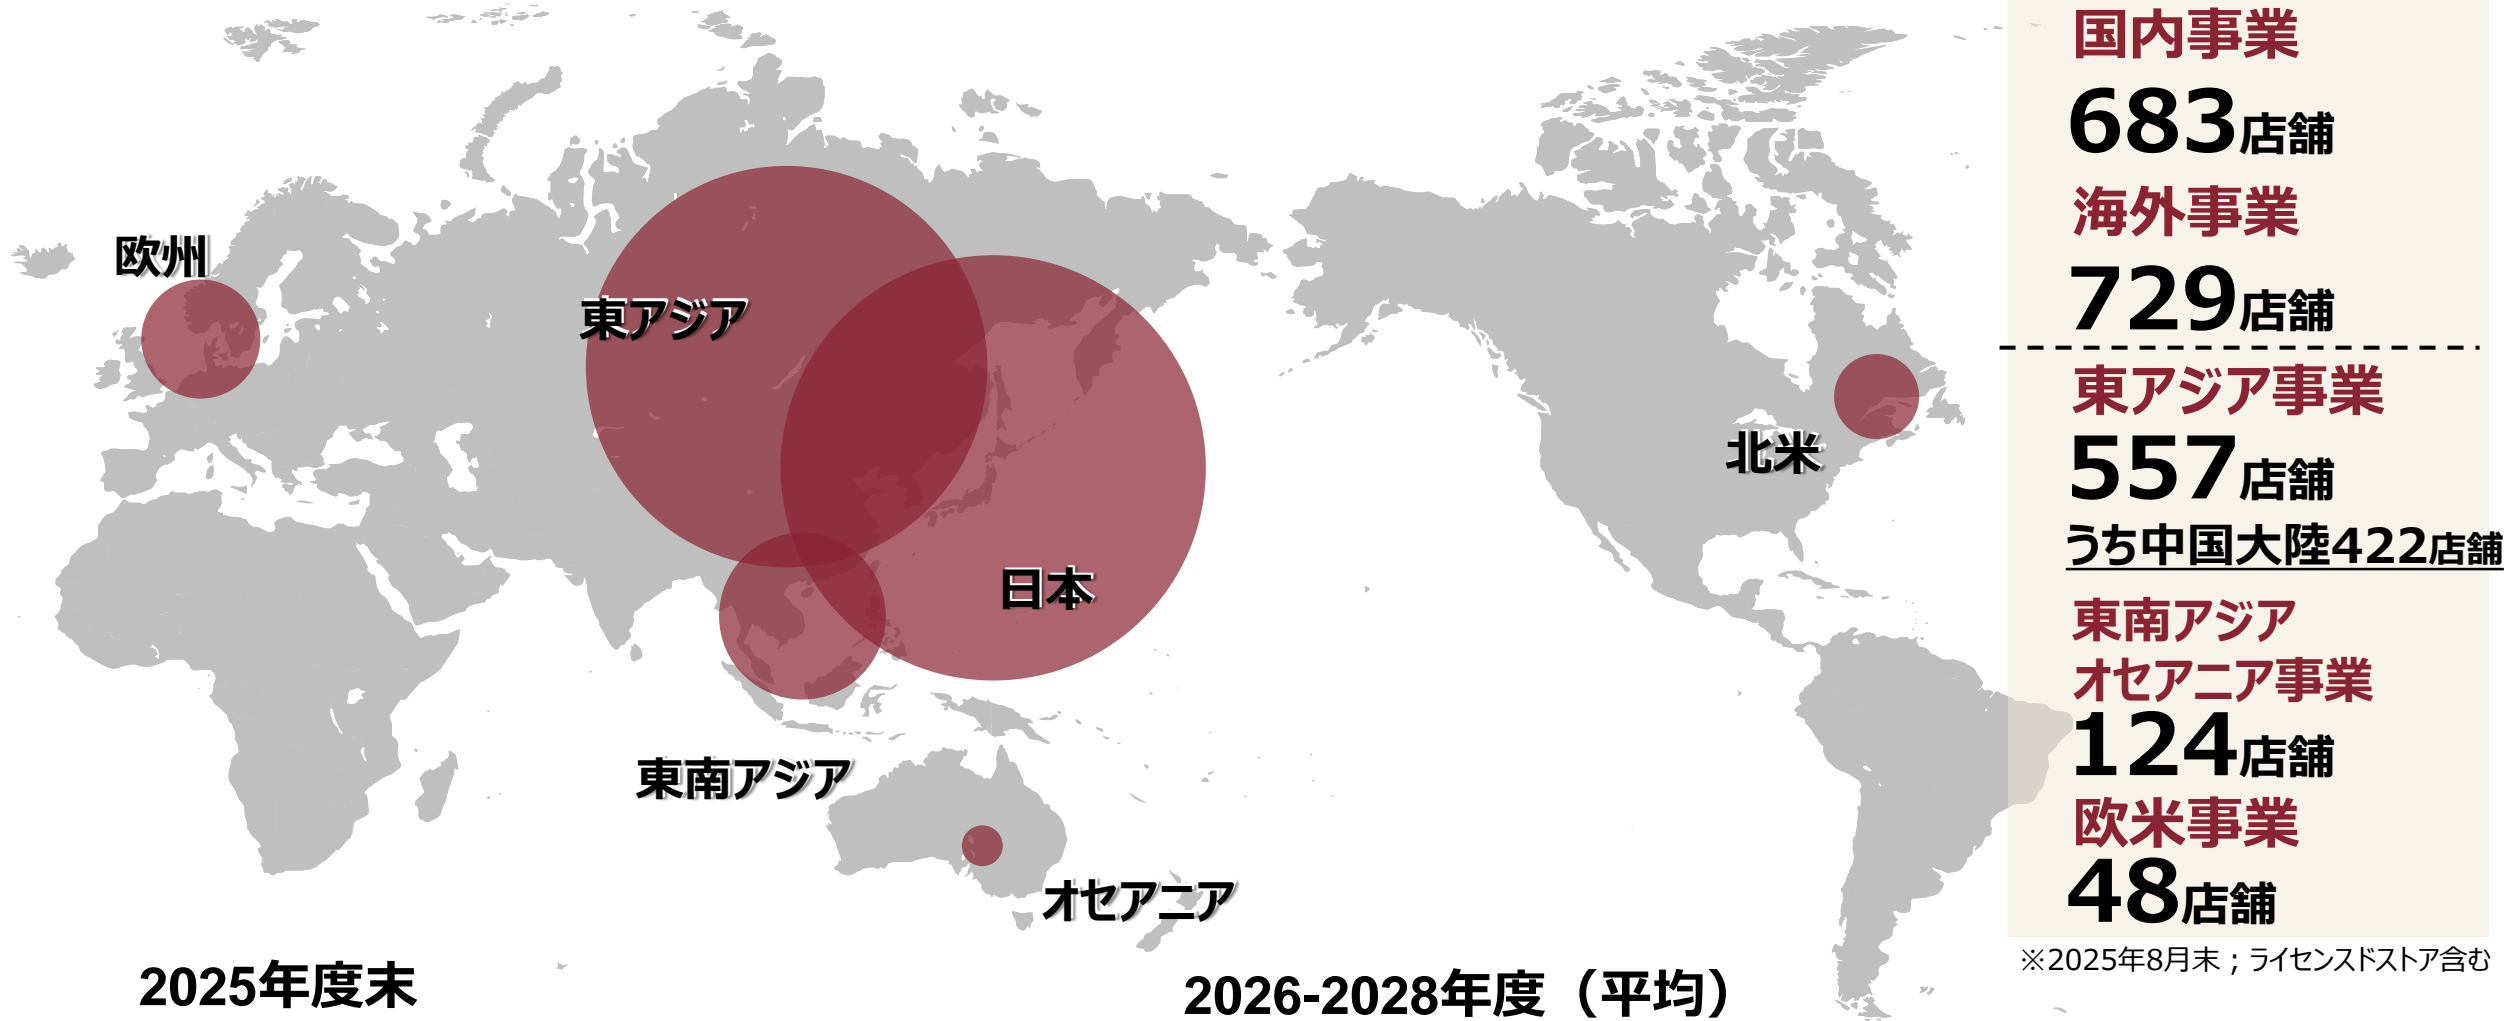 欧州
東アジア
北米
日本
東南アジア
オセアニア
2025年度末
2026-2028年度（平均）
国内事業
683店舗
海外事業
729店舗
東アジア事業
557店舗
うち中国大陸422店舗
東南アジア
オセアニア事業
124店舗
欧米事業
48店舗
※2025年8月末；ライセンスドストア含む